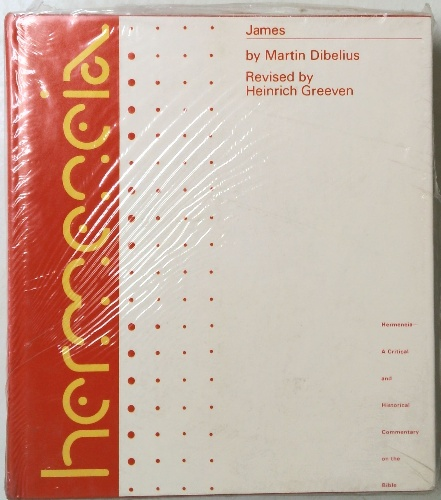 hermeneia
James
by Martin Dibelius
Revised by
Heinrich Greeven
Hermeneia—
A Critical
and
Historical
Commentary
on the
Bible